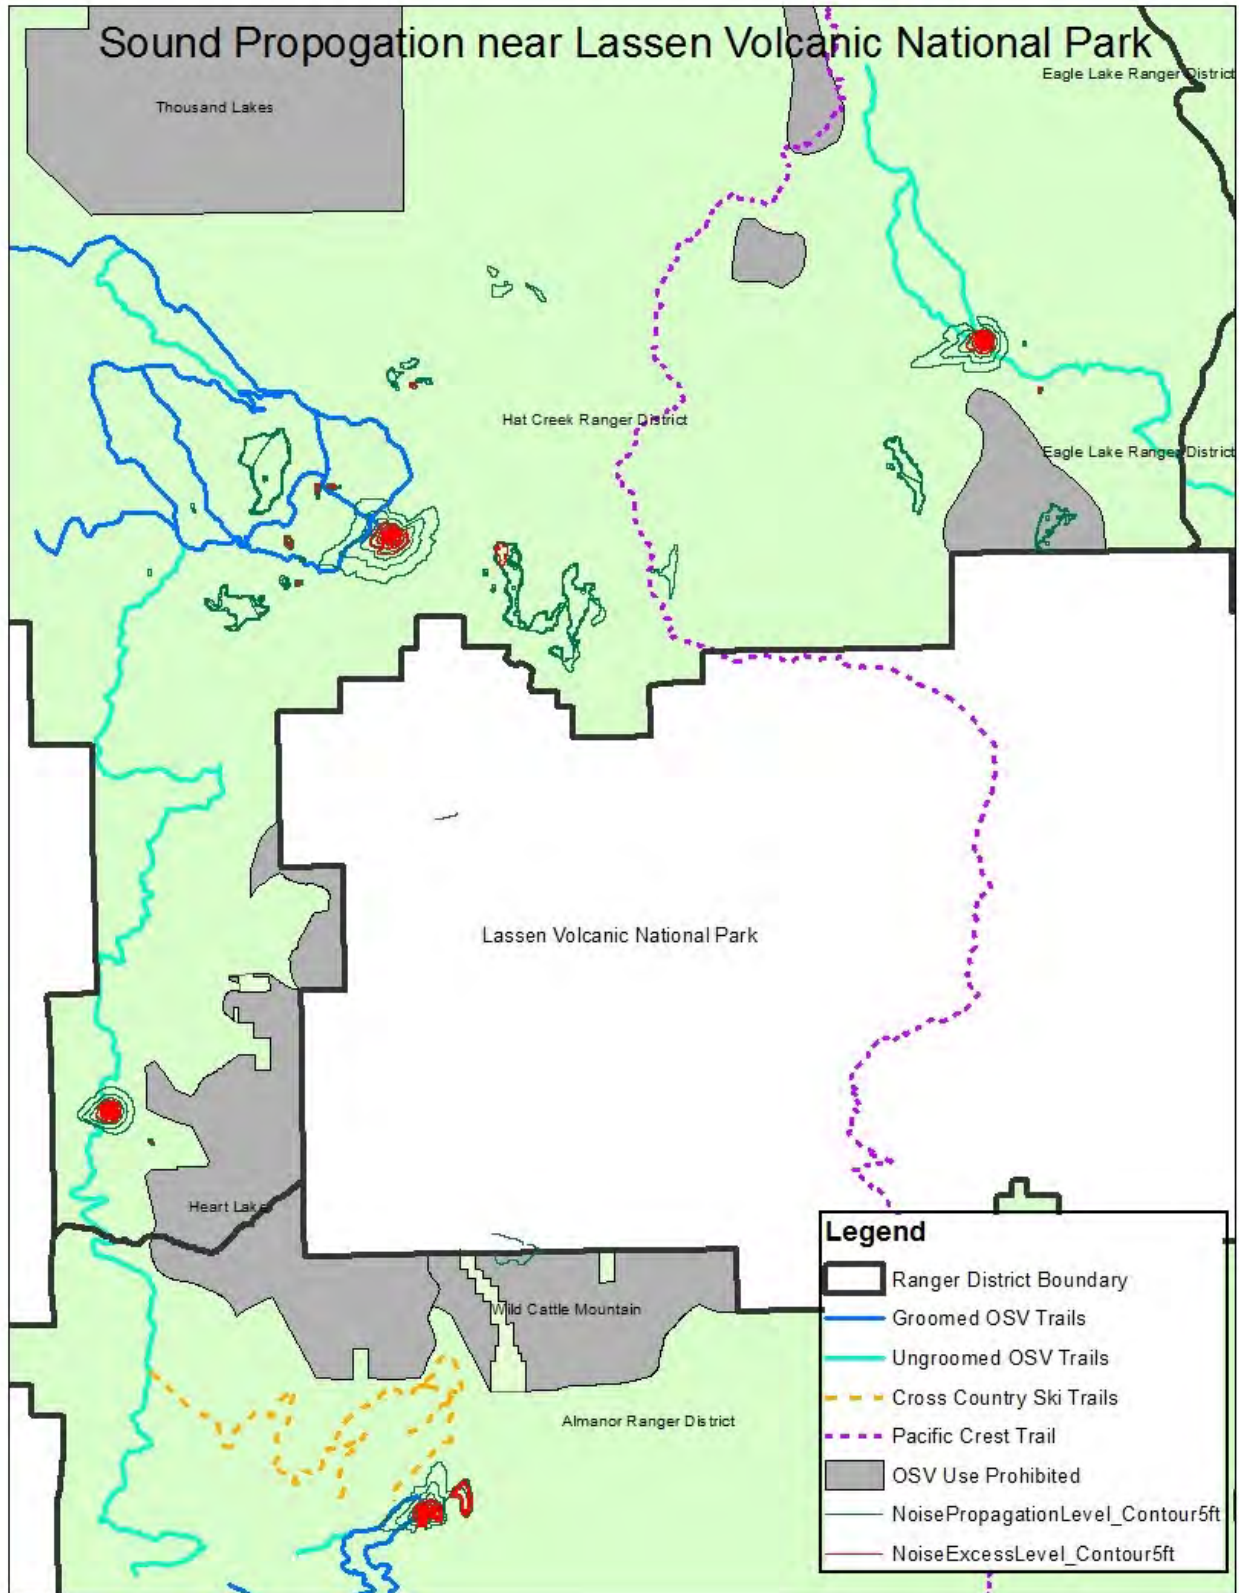 Sound Propogation near Lassen Volcanic National Park
Eagle Lake Ranger District
Thousand Lakes
Hat Creek Ranger District
Eagle Lake Ranger District
Lassen Volcanic National Park
Heart Lake
Wild Cattle Mountain
Almanor Ranger District
Legend
Ranger District Boundary
Groomed OSV Trails
Ungroomed OSV Trails
Cross Country Ski Trails
Pacific Crest Trail
OSV Use Prohibited
NoisePropagationLevel_Contour5ft
NoiseExcessLevel_Contour5ft